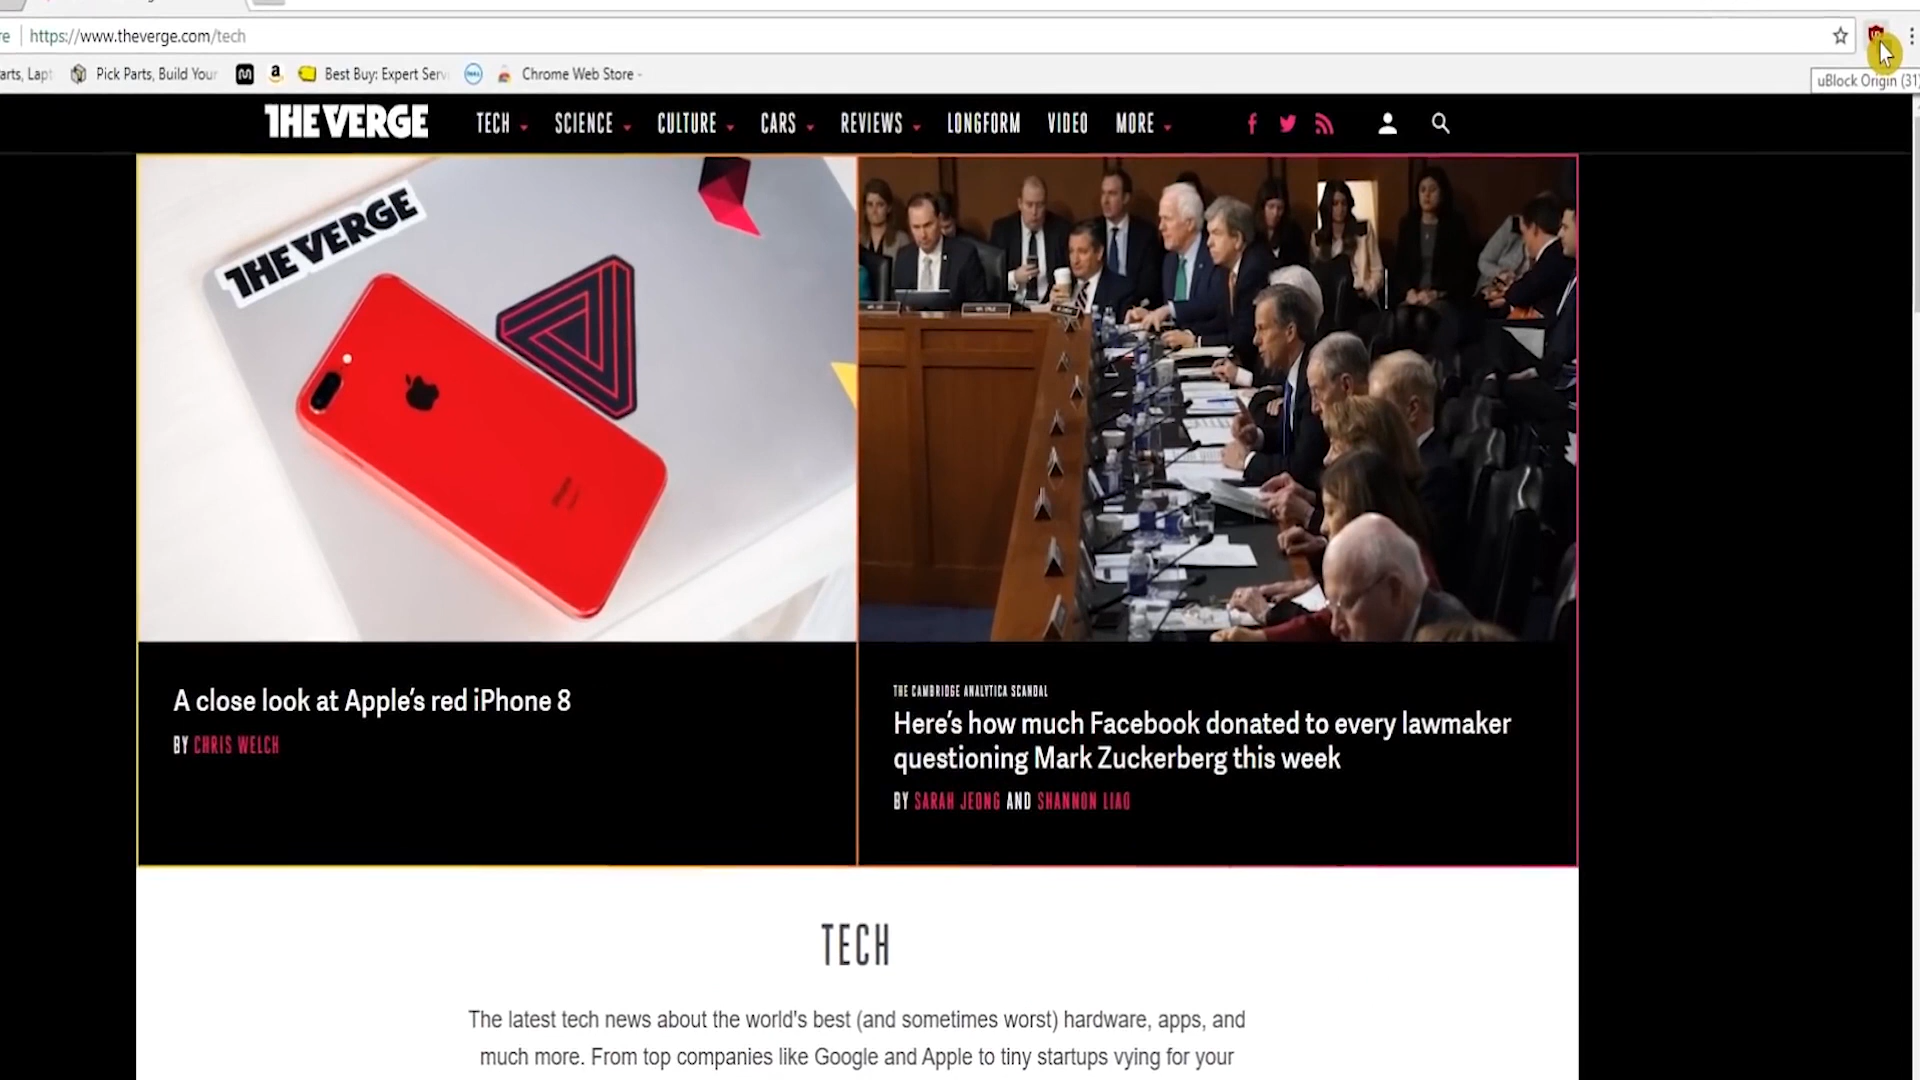 re https://www.theverge.com/tech
arts, Lapt Pick Parts, Build Your Best Buy: Expert Serv Chrome Web Store -
uBlock Origin (31)
THE VERGE TECH SCIENCE CULTURE CARS REVIEWS LONGFORM VIDEO MORE
THE VERGE
A close look at Apple's red iPhone 8
BY CHRIS WELCH
THE CAMBRIDGE ANALYTICA SCANDAL
Here's how much Facebook donated to every lawmaker
questioning Mark Zuckerberg this week
BY SARAH JEONG AND SHANNON LIAO
TECH
The latest tech news about the world's best (and sometimes worst) hardware, apps, and
much more. From top companies like Google and Apple to tiny startups vying for your